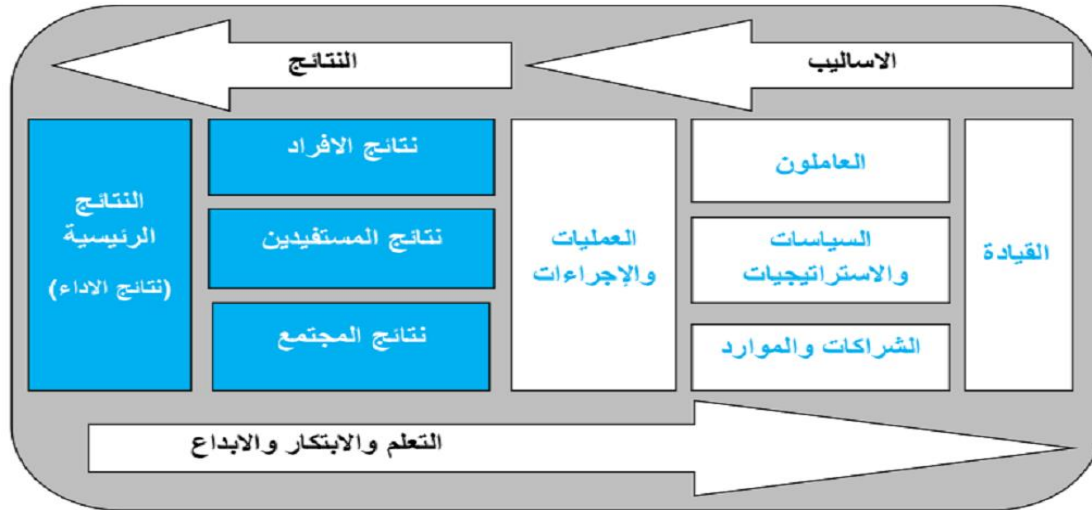 الاساليب
النتائج
القيادة
العاملون
السياسات
والاستراتيجيات
الشراكات والموارد
العمليات
والإجراءات
نتائج الافراد
نتائج المستفيدين
نتائج المجتمع
النتائج
الرئيسية
(نتائج الاداء)
التعلم والابتكار والابداع